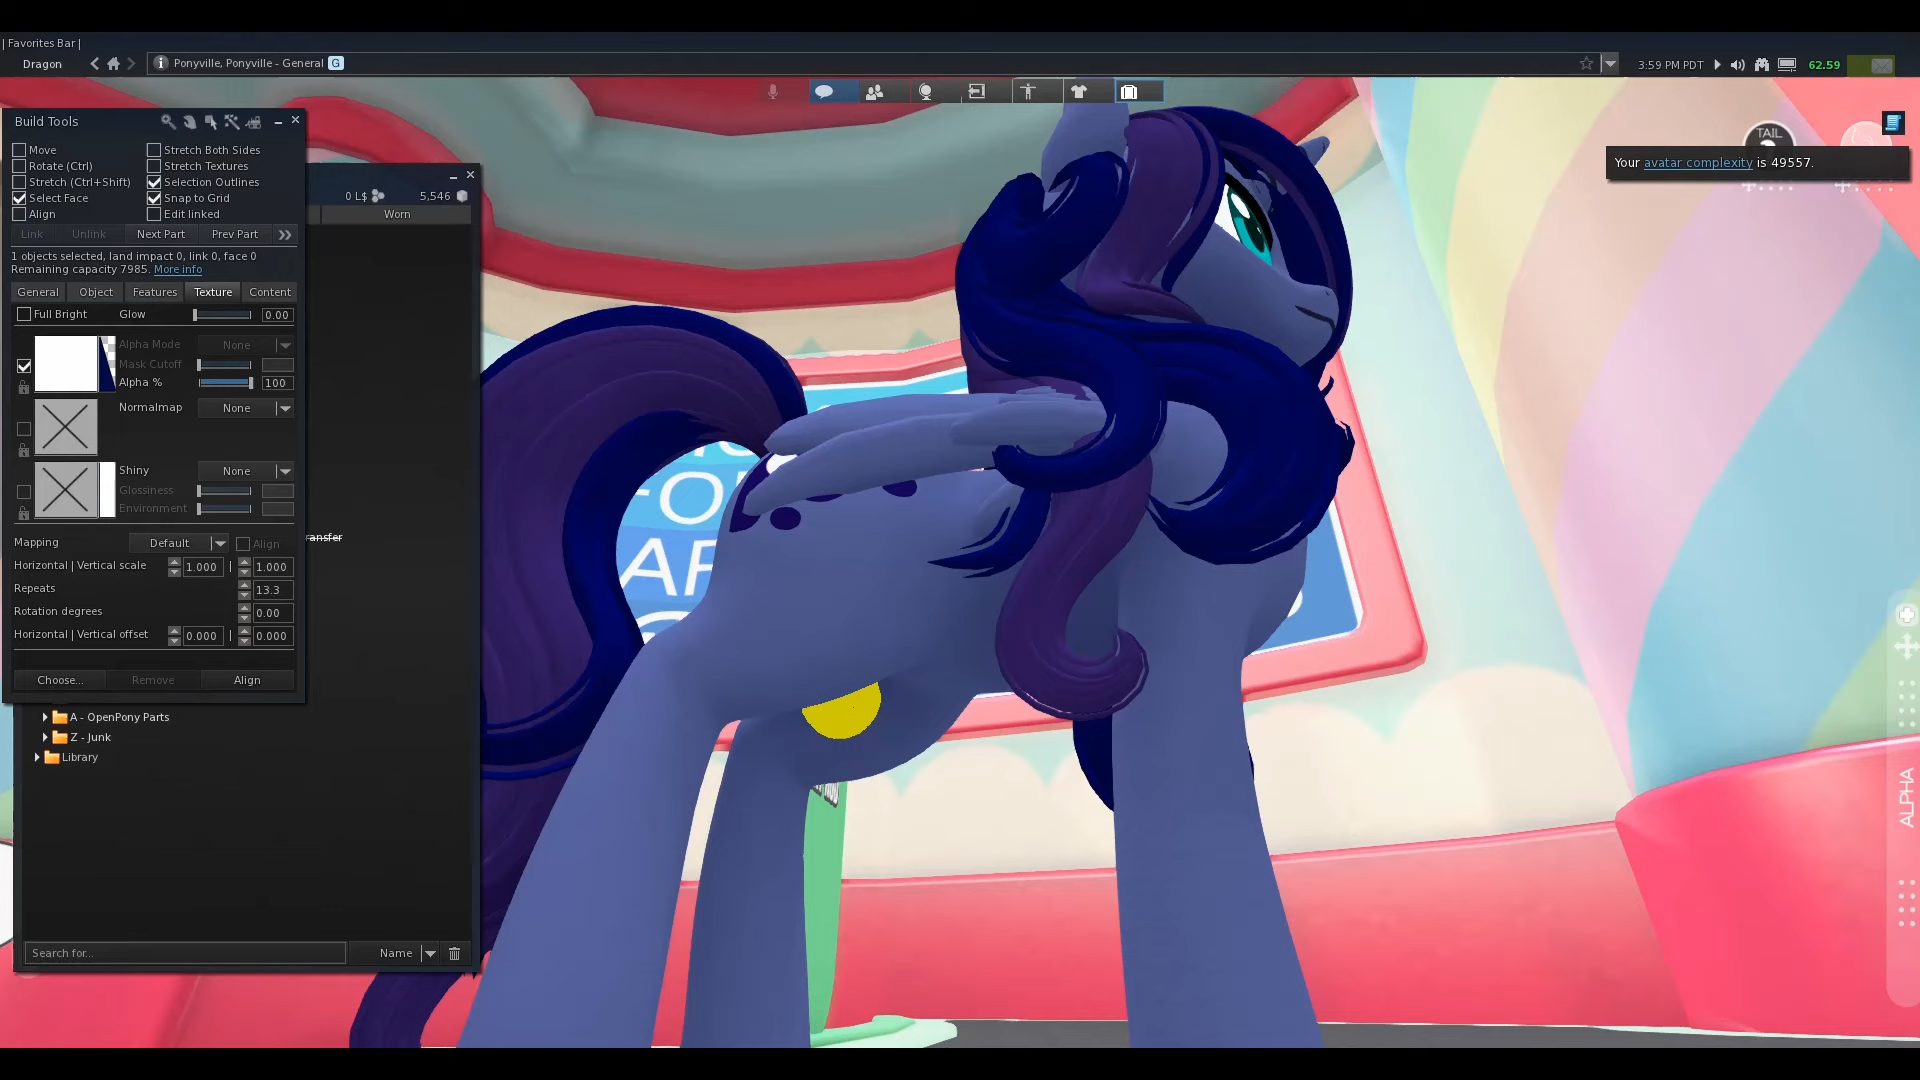 | Favorites Bar |
Dragon
Ponyville, Ponyville - General G
3:59 PM PDT
62.59
Build Tools
Move
Stretch Both Sides
Rotate (Ctrl)
Stretch Textures
Stretch (Ctrl+Shift)
Selection Outlines
Select Face
Snap to Grid
Align
Edit linked
Link
Unlink
Next Part
Prev Part
1 objects selected, land impact 0, link 0, face 0
Remaining capacity 7985. More info
General
Object
Features
Texture
Content
Full Bright
Glow
0.00
Alpha Mode
None
Mask Cutoff
Alpha %
100
Normalmap
None
Shiny
None
Glossiness
Environment
Mapping
Default
Align
Horizontal | Vertical scale
1.000 | 1.000
Repeats
13.3
Rotation degrees
0.00
Horizontal | Vertical offset
0.000 | 0.000
Choose...
Remove
Align
0 L$
5,546
Worn
ransfer
A - OpenPony Parts
Z - Junk
Library
Search for...
Name
TAIL
Your avatar complexity is 49557.
ALPHA